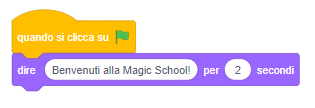 quando si clicca su
dire Benvenuti alla Magic School! per 2 secondi